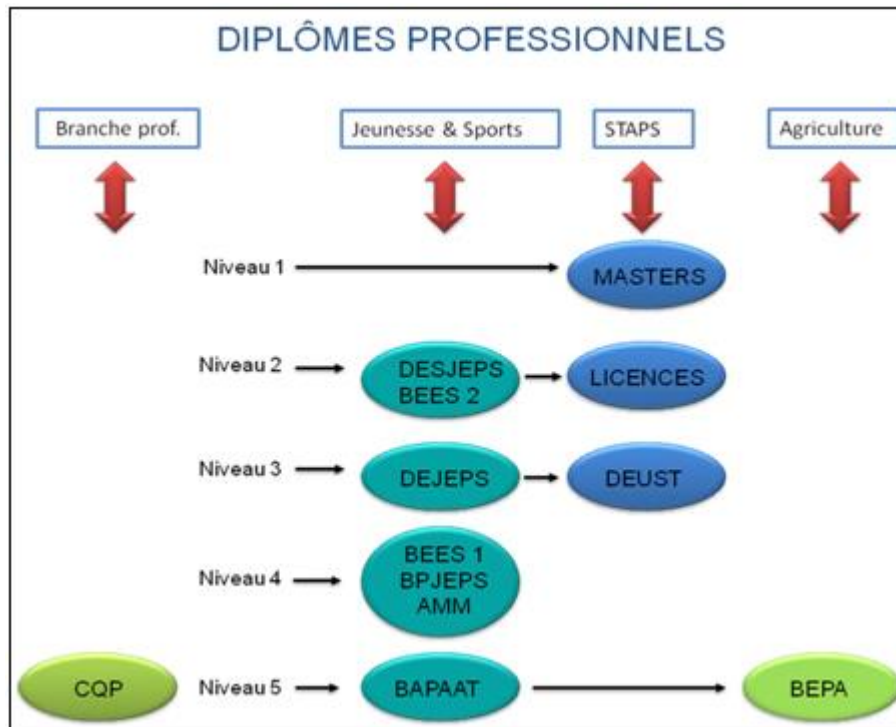 DIPLÔMES PROFESSIONNELS
Branche prof.
Jeunesse & Sports
STAPS
Agriculture
Niveau 1
MASTERS
Niveau 2
DESJEPS
BEES 2
LICENCES
Niveau 3
DEJEPS
DEUST
Niveau 4
BEES 1
BPJEPS
AMM
CQP
Niveau 5
BAPAAT
BEPA